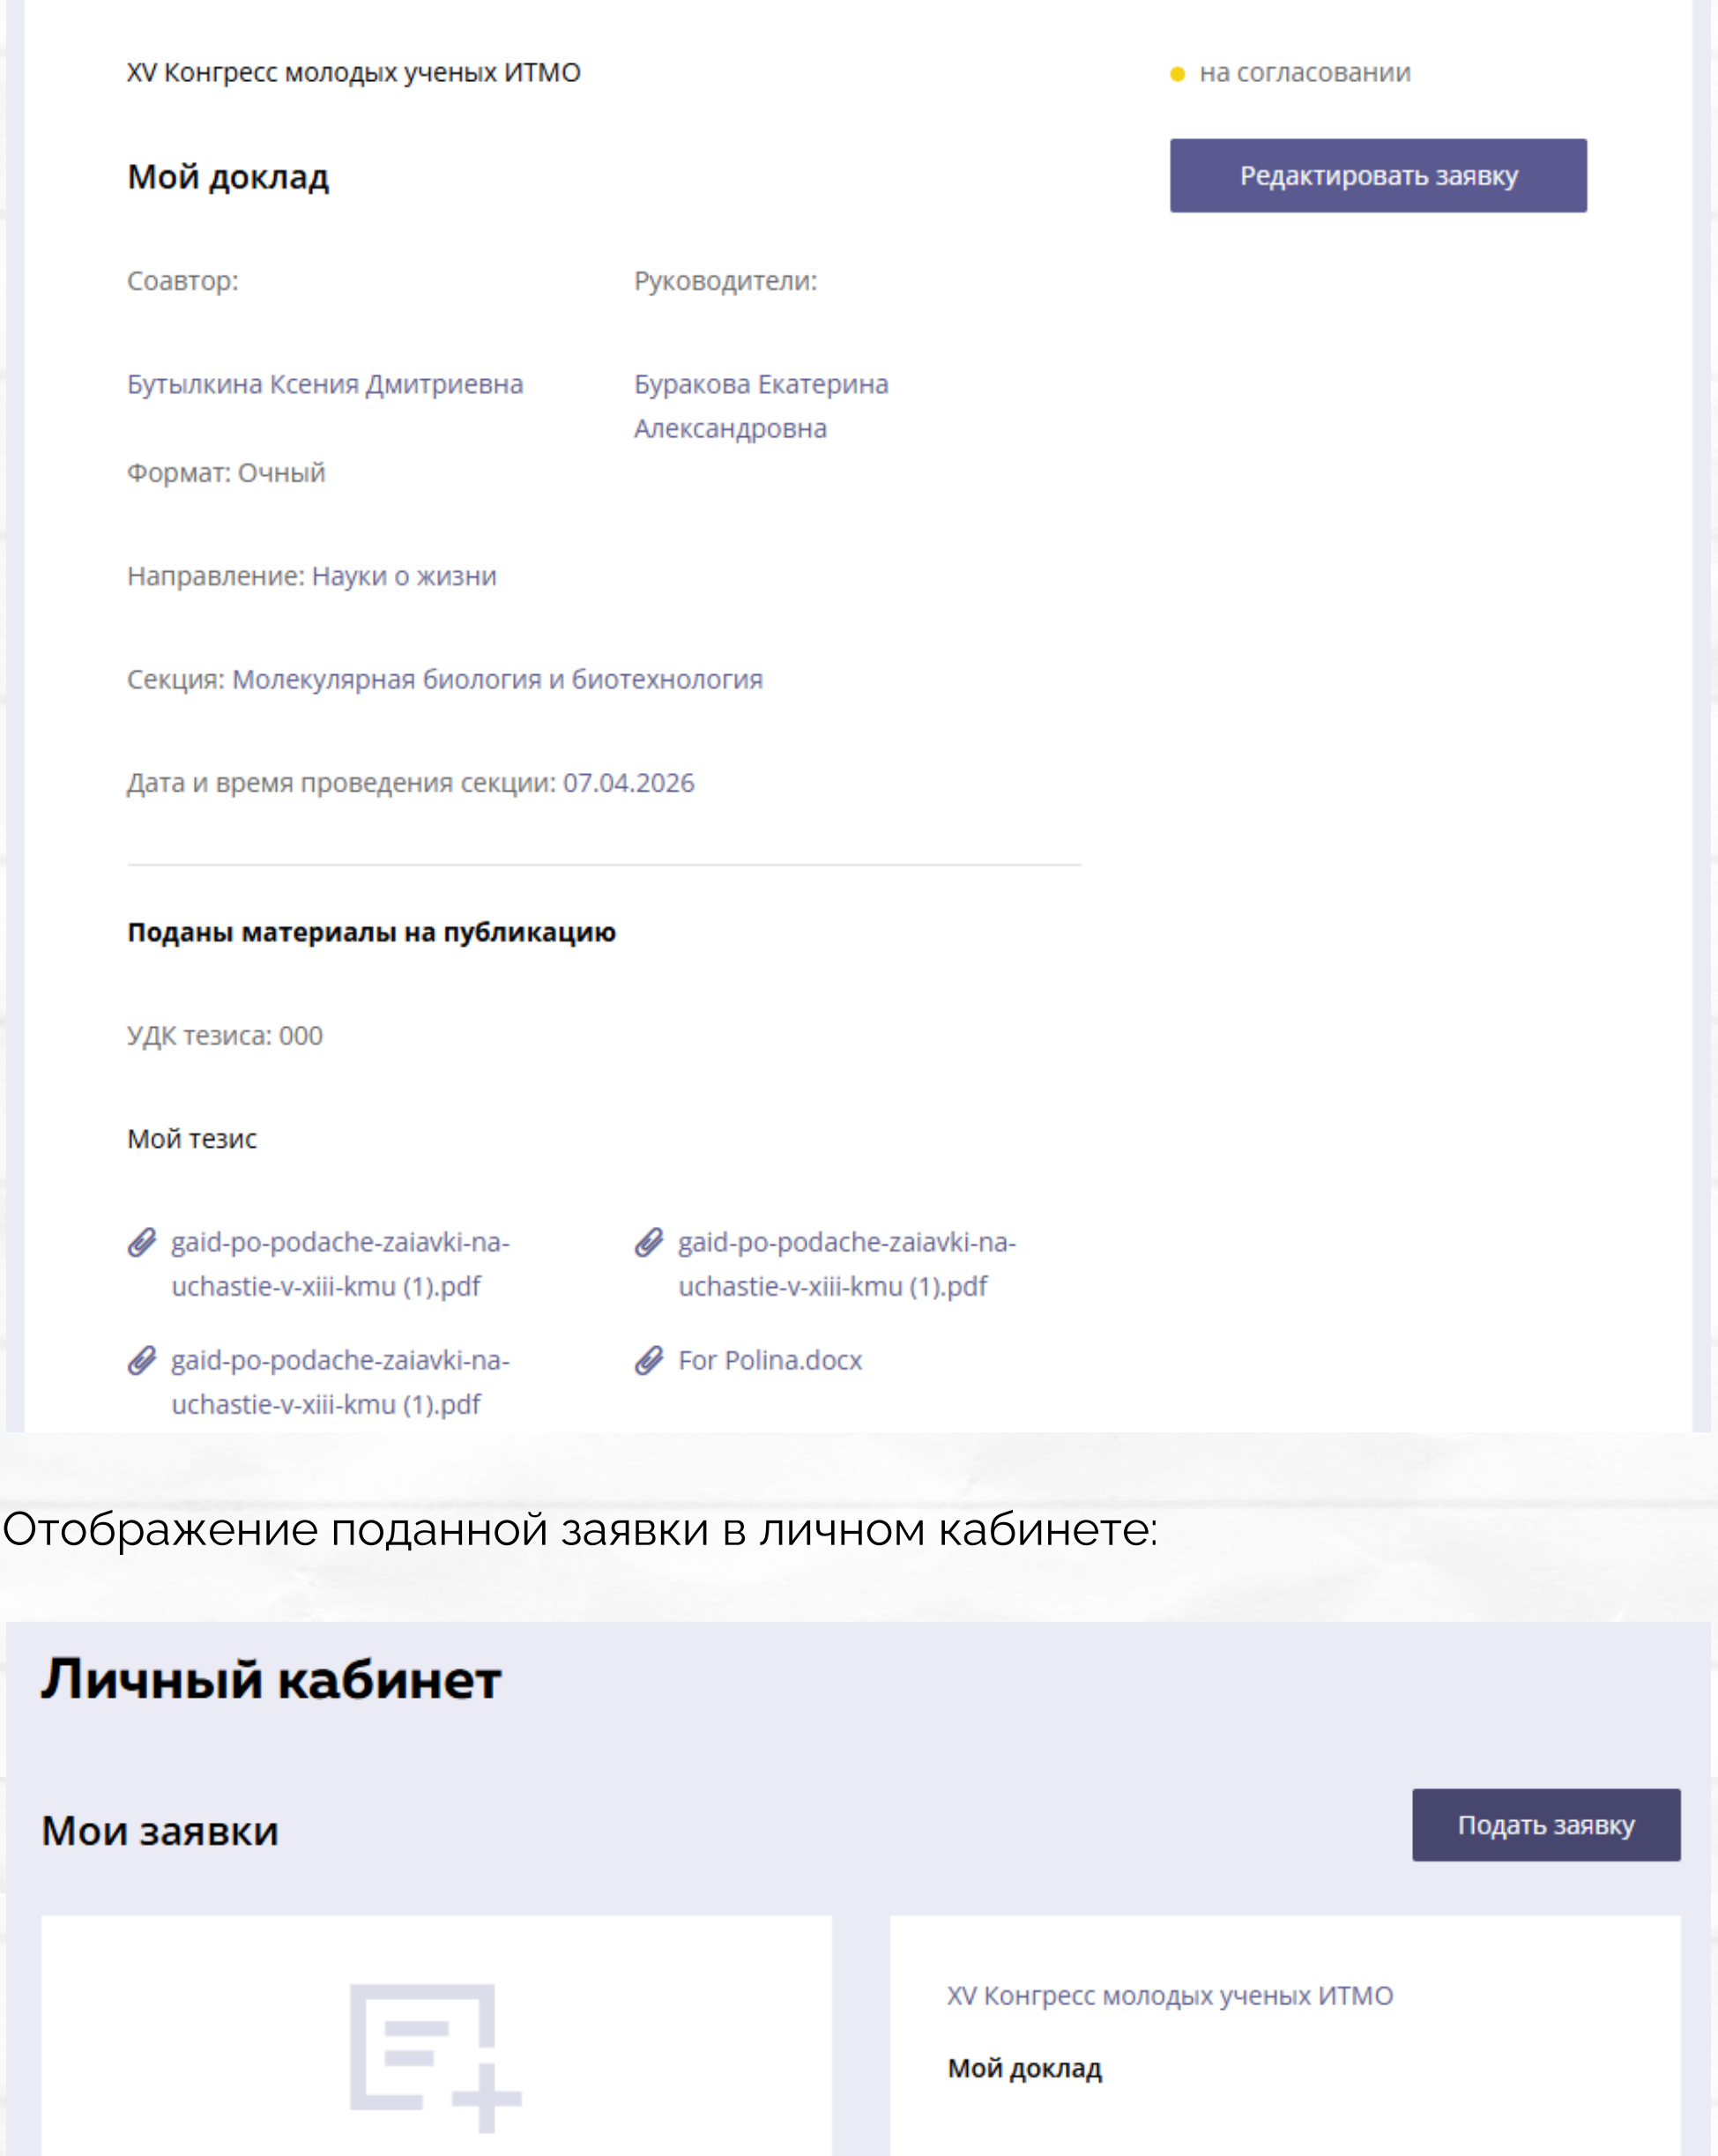 XV Конгресс молодых ученых ИТМО
на согласовании
Мой доклад
Редактировать заявку
Соавтор:
Руководители:
Бутылкина Ксения Дмитриевна
Буракова Екатерина
Александровна
Формат: Очный
Направление: Науки о жизни
Секция: Молекулярная биология и биотехнология
Дата и время проведения секции: 07.04.2026
Поданы материалы на публикацию
УДК тезиса: 000
Мой тезис
gaid-po-podache-zaiavki-na-
uchastie-v-xiii-kmu (1).pdf
gaid-po-podache-zaiavki-na-
uchastie-v-xiii-kmu (1).pdf
gaid-po-podache-zaiavki-na-
uchastie-v-xiii-kmu (1).pdf
For Polina.docx
Отображение поданной заявки в личном кабинете:
Личный кабинет
Мои заявки
Подать заявку
XV Конгресс молодых ученых ИТМО
Мой доклад